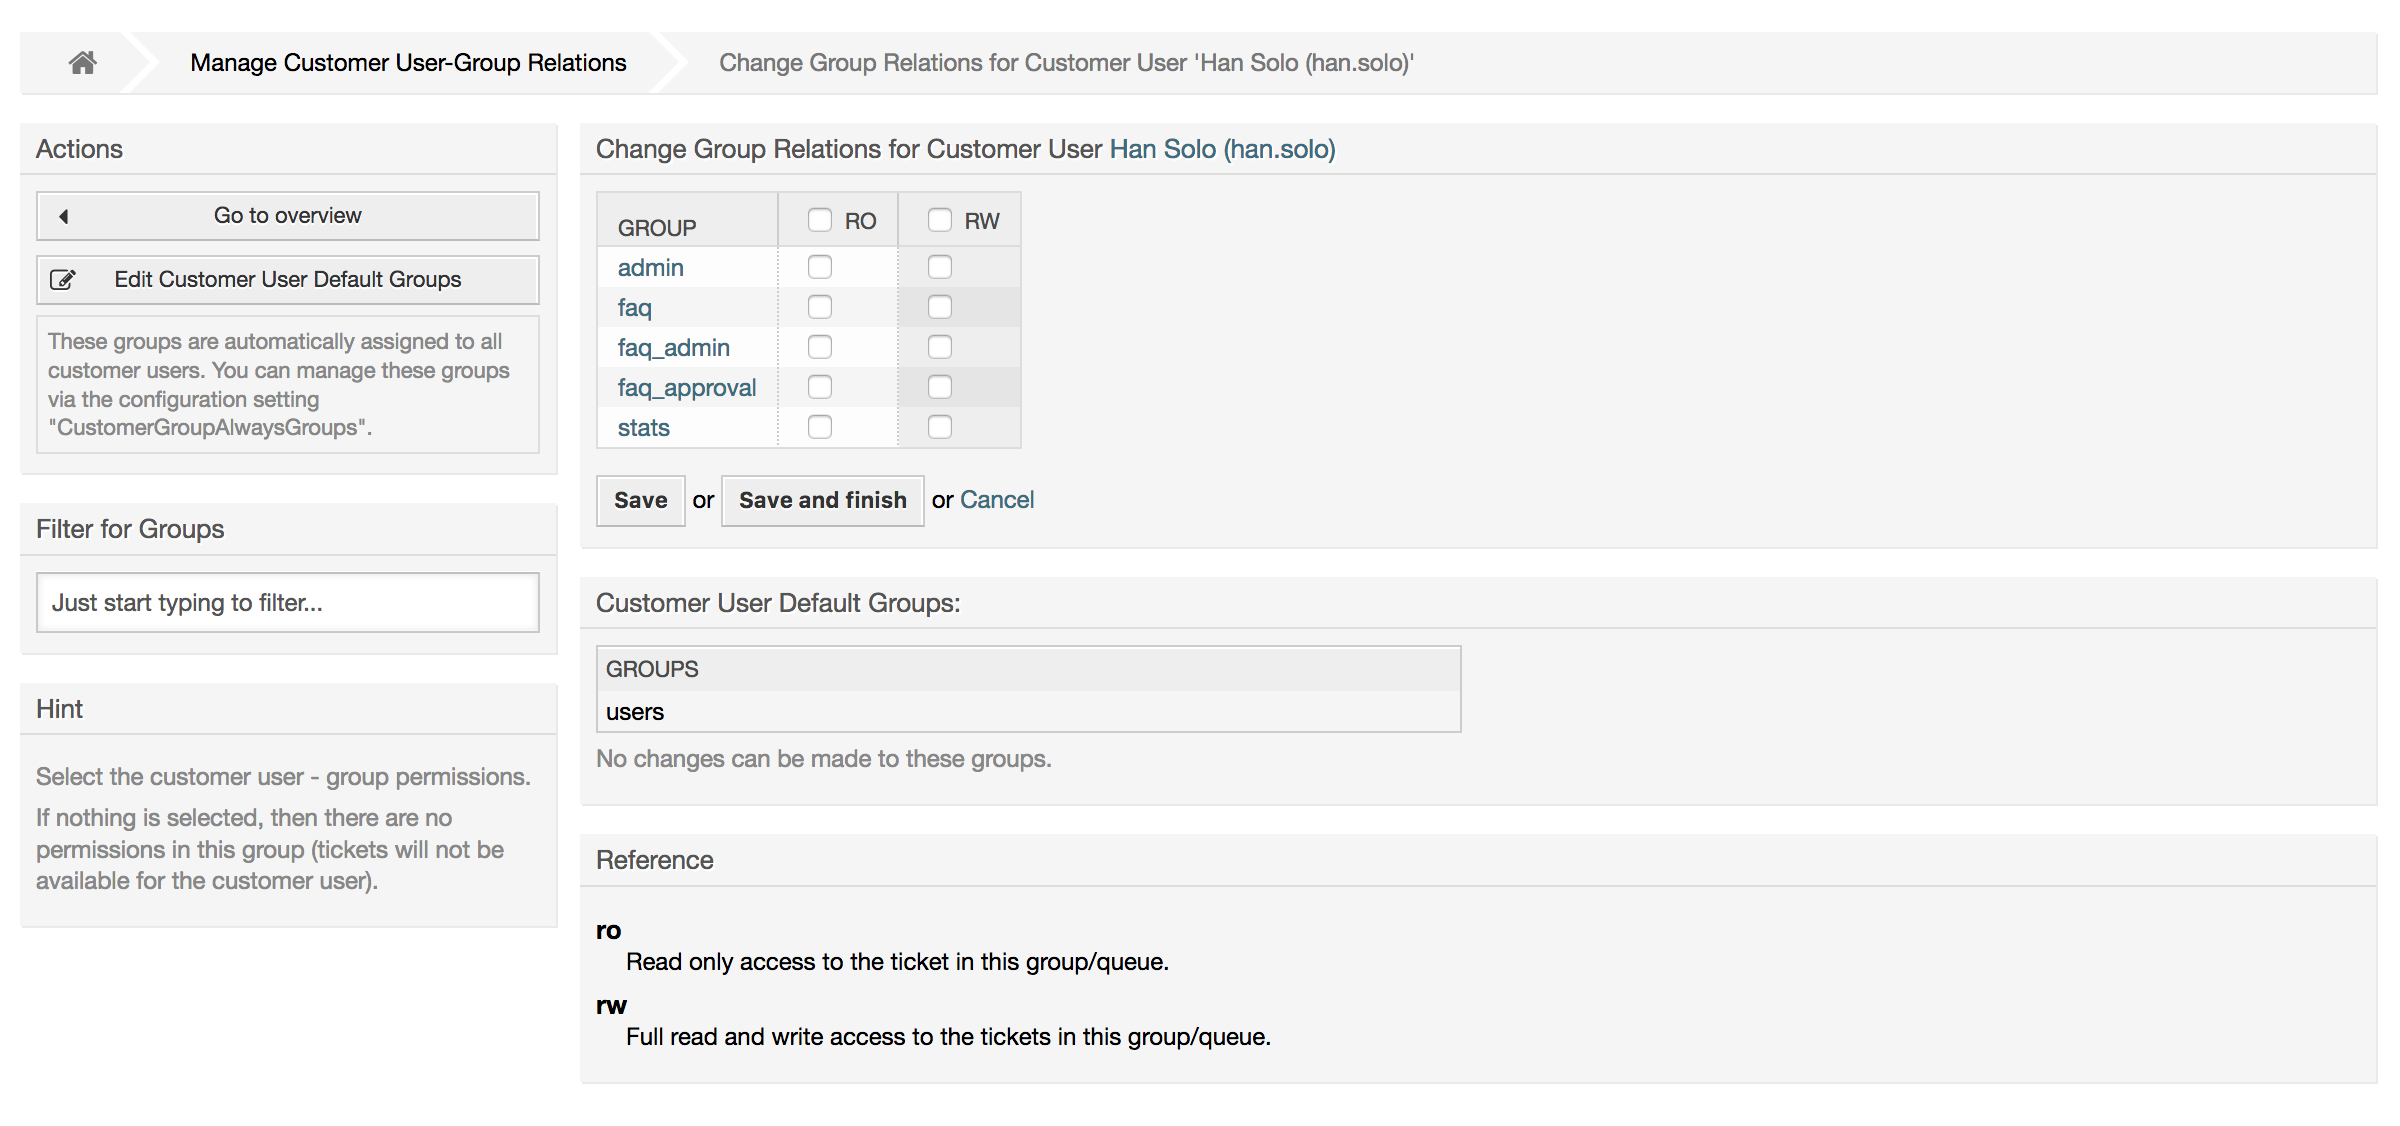 Manage Customer User-Group Relations
Change Group Relations for Customer User 'Han Solo (han.solo)'
Actions
Go to overview
Edit Customer User Default Groups
These groups are automatically assigned to all
customer users. You can manage these groups
via the configuration setting
"CustomerGroupAlwaysGroups".
Filter for Groups
Just start typing to filter...
Hint
Select the customer user - group permissions.
If nothing is selected, then there are no
permissions in this group (tickets will not be
available for the customer user).
Change Group Relations for Customer User Han Solo (han.solo)
GROUP RO RW
admin
faq
faq_admin
faq_approval
stats
Save or Save and finish or Cancel
Customer User Default Groups:
GROUPS
users
No changes can be made to these groups.
Reference
ro
Read only access to the ticket in this group/queue.
rw
Full read and write access to the tickets in this group/queue.